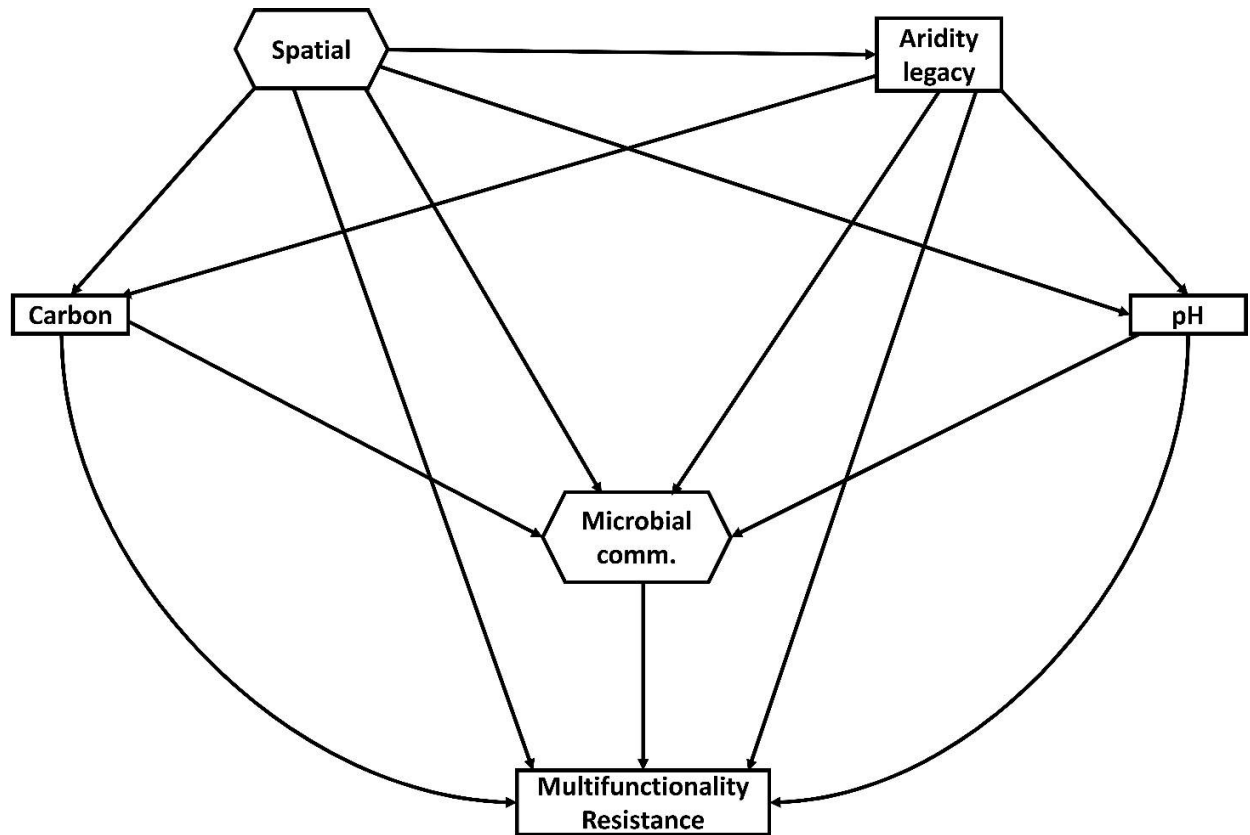 Spatial
Aridity
legacy
Carbon
pH
Microbial
comm.
Multifunctionality
Resistance